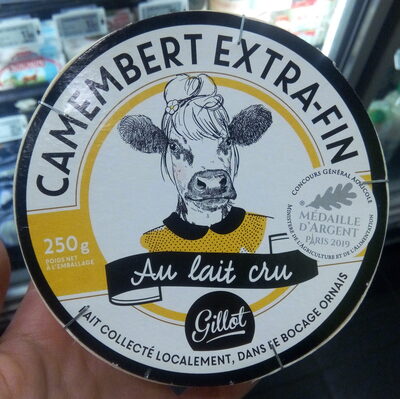 CAMEMBERT EXTRA-FIN
250g
POIDS NET
À L'EMBALLAGE
CONCOURS GÉNÉRAL AGRICOLE
MÉDAILLE
D'ARGENT
PARIS 2019
MINISTÈRE DE L'AGRICULTURE ET DE L'ALIMENTATION
Au lait cru
Gillot
LAIT COLLECTÉ LOCALEMENT, DANS LE BOCAGE ORNAIS